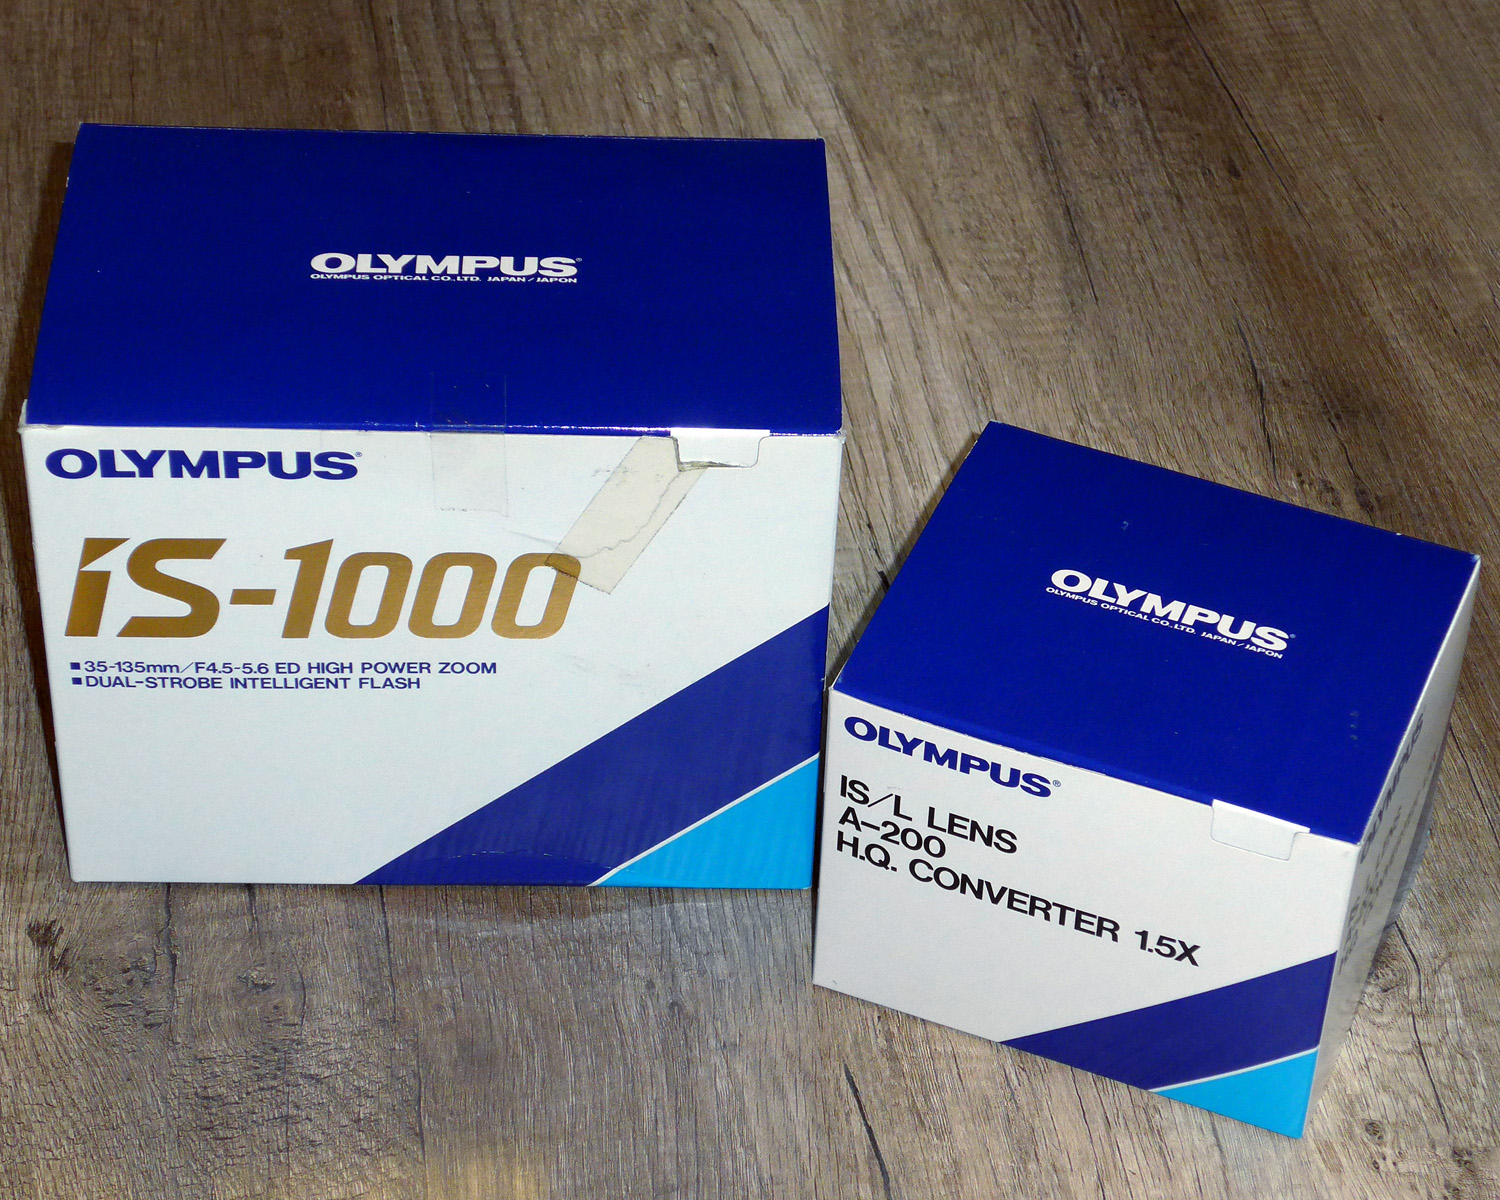 OLYMPUS®
OLYMPUS OPTICAL CO.,LTD. JAPAN/JAPON
OLYMPUS®
iS-1000
■35-135mm/F4.5-5.6 ED HIGH POWER ZOOM
■DUAL-STROBE INTELLIGENT FLASH
OLYMPUS®
OLYMPUS OPTICAL CO.,LTD. JAPAN/JAPON
OLYMPUS®
IS/L LENS
A-200
H.Q. CONVERTER 1.5X